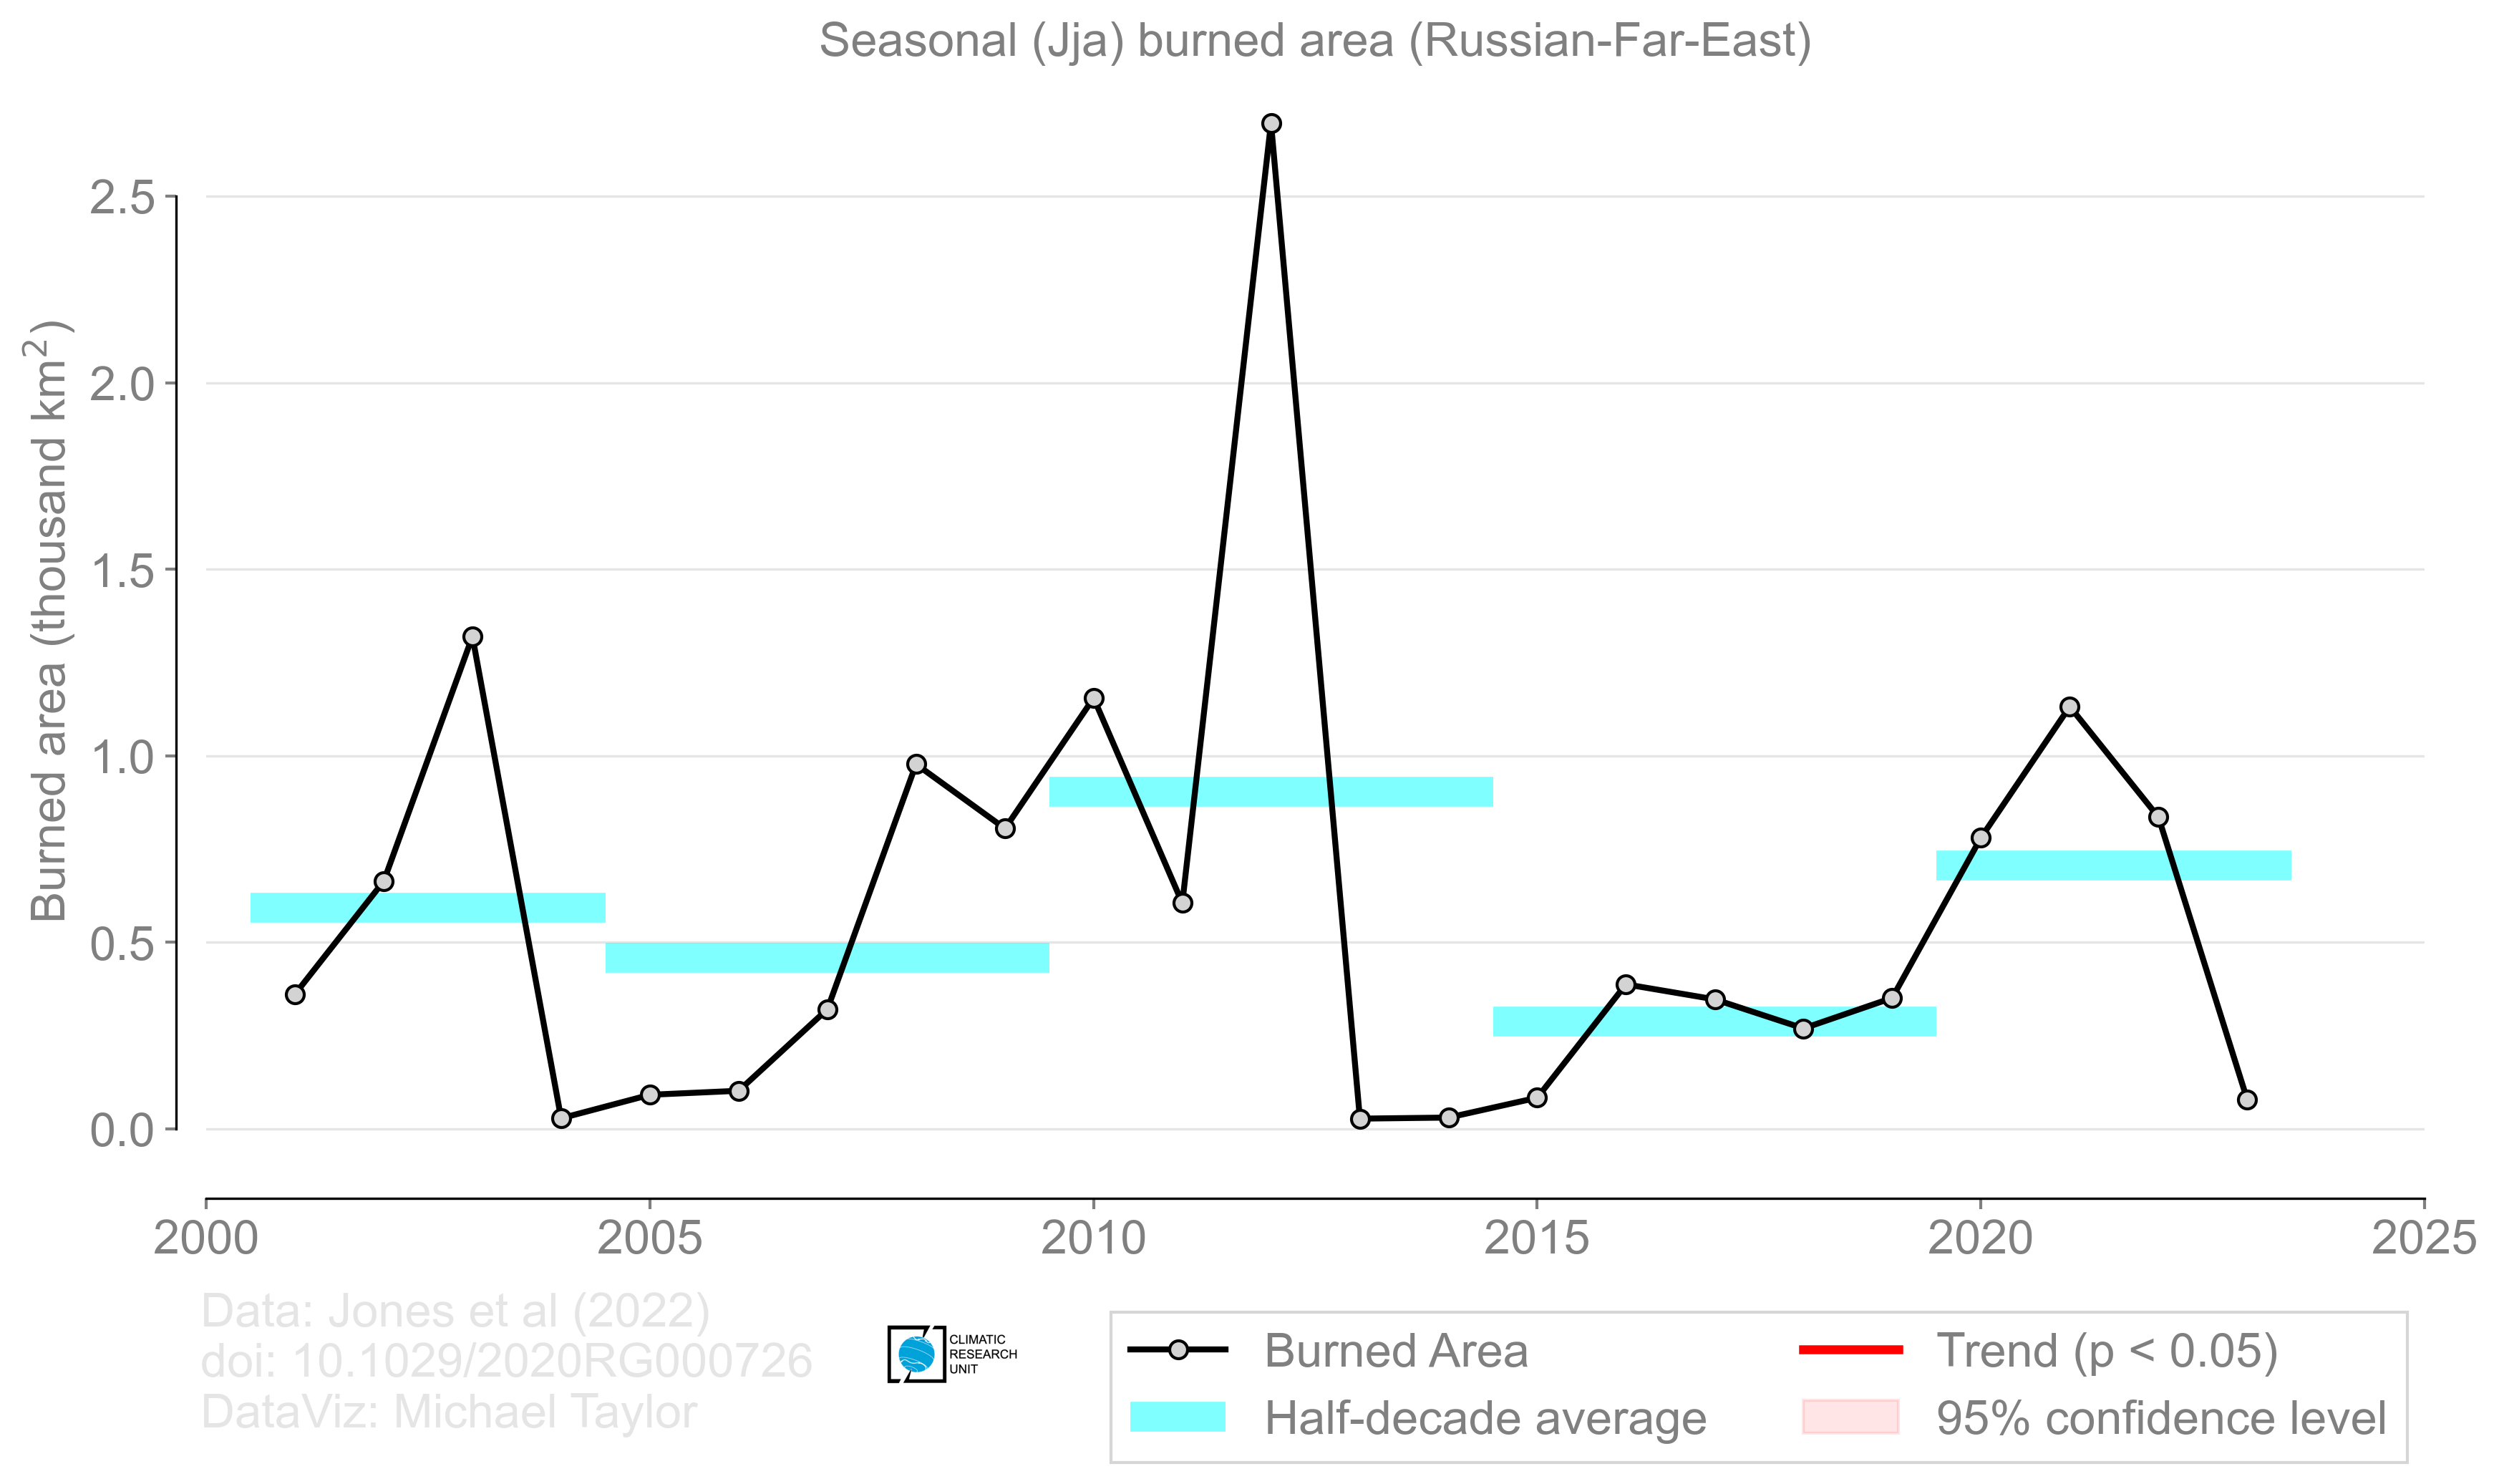 Seasonal (Jja) burned area (Russian-Far-East)
Burned area (thousand km²)
2.5
2.0
1.5
1.0
0.5
0.0
2000 2005 2010 2015 2020 2025
Data: Jones et al (2022)
doi: 10.1029/2020RG000726
DataViz: Michael Taylor
CLIMATIC
RESEARCH
UNIT
Burned Area
Half-decade average
Trend (p < 0.05)
95% confidence level